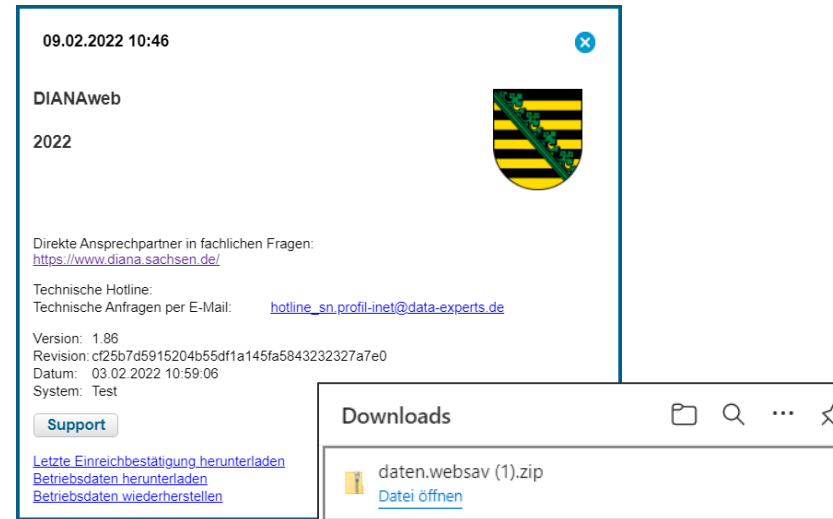 09.02.2022 10:46
DIANAweb
2022
Direkte Ansprechpartner in fachlichen Fragen:
https://www.diana.sachsen.de/
Technische Hotline:
Technische Anfragen per E-Mail: hotline_sn.profil-inet@data-experts.de
Version: 1.86
Revision: cf25b7d5915204b55df1a145fa5843232327a7e0
Datum: 03.02.2022 10:59:06
System: Test
Support
Letzte Einreichbestätigung herunterladen
Betriebsdaten herunterladen
Betriebsdaten wiederherstellen
Downloads
daten.websav (1).zip
Datei öffnen